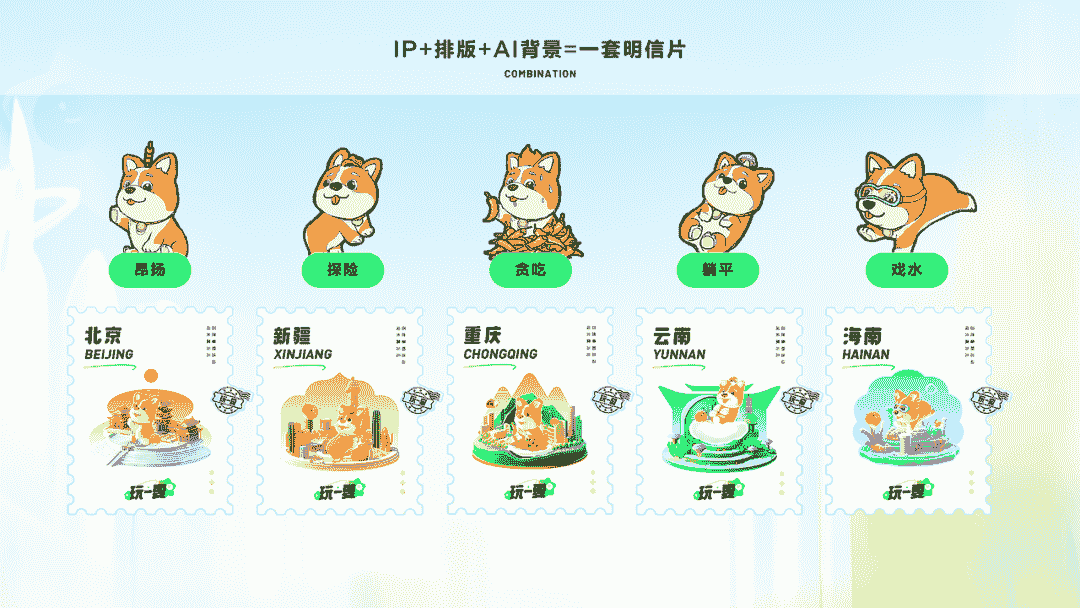 IP+排版+AI背景=一套明信片
COMBINATION
昂扬
探险
贪吃
躺平
戏水
北京
BEIJING
新疆
XINJIANG
重庆
CHONGQING
云南
YUNNAN
海南
HAINAN
玩一夏
玩一夏
玩一夏
玩一夏
玩一夏